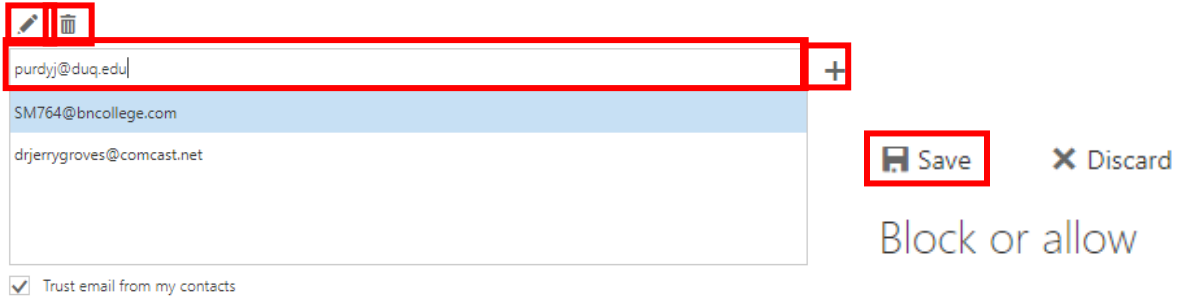 purdyj@duq.edu
SM764@bncollege.com
drjerrygroves@comcast.net
Trust email from my contacts
Save
Discard
Block or allow